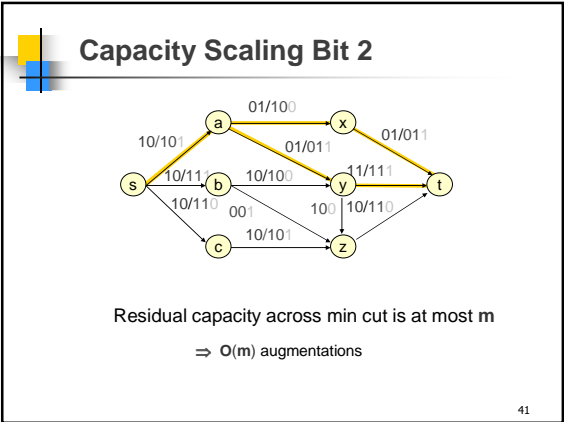 Capacity Scaling Bit 2
01/100
a
x
10/101
01/011
01/011
10/111
10/100
11/111
s
b
y
t
10/110
001
100
10/110
10/101
c
z
Residual capacity across min cut is at most m
⇒ O(m) augmentations
41